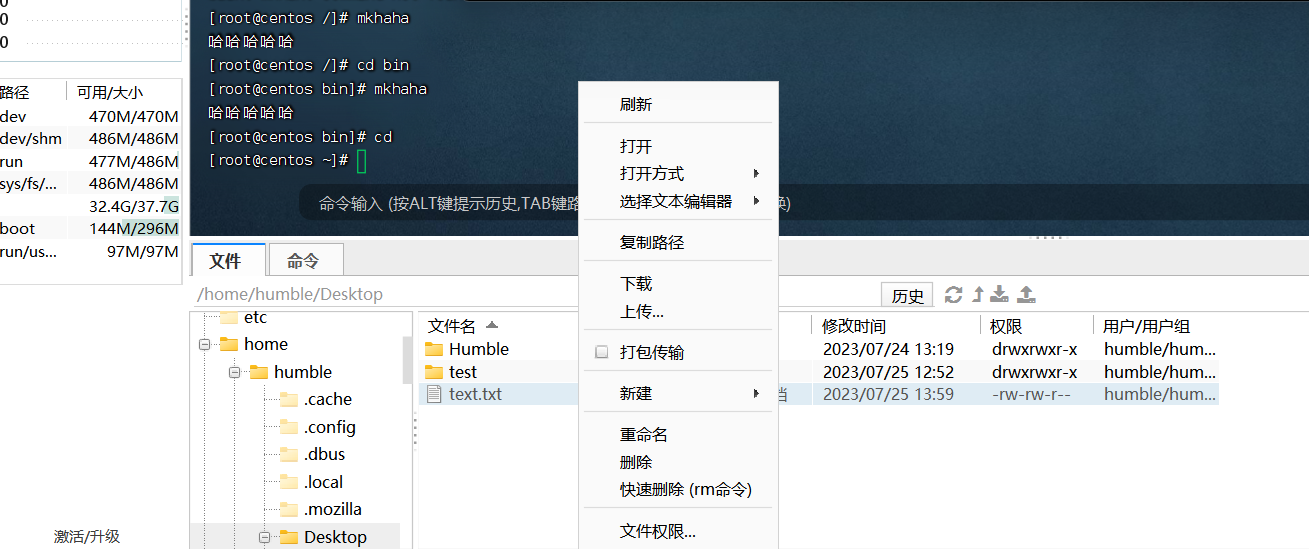 [root@centos /]# mkhaha
哈哈哈哈哈
[root@centos /]# cd bin
[root@centos bin]# mkhaha
哈哈哈哈哈
[root@centos bin]# cd
[root@centos ~]#
命令输入 (按ALT键提示历史,TAB键路
0
0
0
路径 可用/大小
dev 470M/470M
dev/shm 486M/486M
run 477M/486M
sys/fs/... 486M/486M
32.4G/37.7G
boot 144M/296M
run/us... 97M/97M
激活/升级
文件 命令
/home/humble/Desktop
历史
etc
home
humble
.cache
.config
.dbus
.local
.mozilla
Desktop
文件名 修改时间 权限 用户/用户组
Humble 2023/07/24 13:19 drwxrwxr-x humble/hum...
test 2023/07/25 12:52 drwxrwxr-x humble/hum...
text.txt 2023/07/25 13:59 -rw-rw-r-- humble/hum...
刷新
打开
打开方式
选择文本编辑器
复制路径
下载
上传...
打包传输
新建
重命名
删除
快速删除 (rm命令)
文件权限...